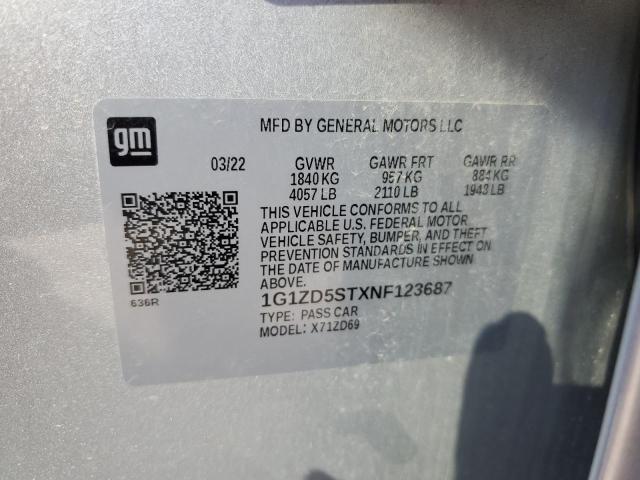 gm
MFD BY GENERAL MOTORS LLC
03/22 GVWR GAWR FRT GAWR RR
1840 KG 957 KG 884 KG
4057 LB 2110 LB 1948 LB
THIS VEHICLE CONFORMS TO ALL
APPLICABLE U.S. FEDERAL MOTOR
VEHICLE SAFETY, BUMPER, AND THEFT
PREVENTION STANDARDS IN EFFECT ON
THE DATE OF MANUFACTURE SHOWN
ABOVE.
636R
1G1ZD5STXNF123687
TYPE: PASS CAR
MODEL: X71ZD69